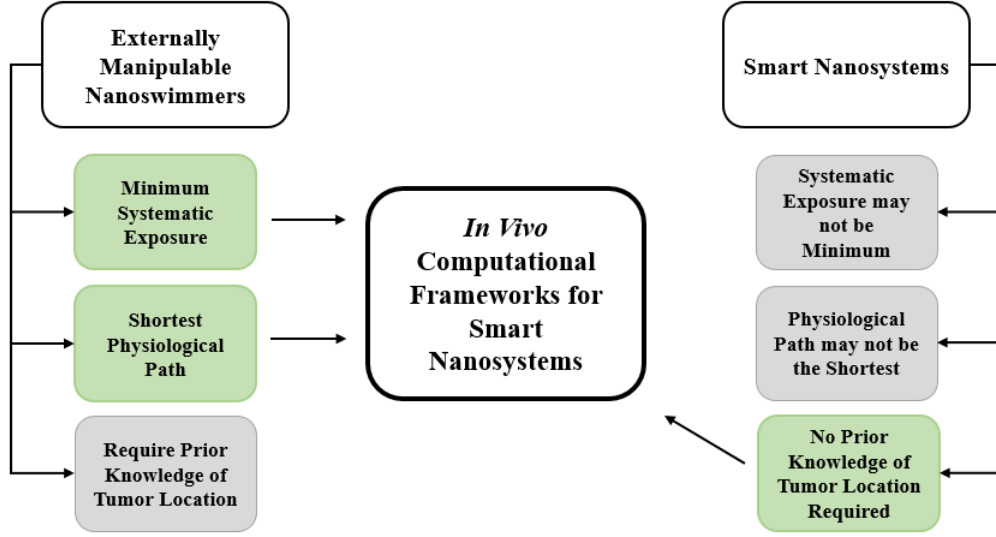 Externally
Manipulable
Nanoswimmers
Minimum
Systematic
Exposure
Shortest
Physiological
Path
Require Prior
Knowledge of
Tumor Location
In Vivo
Computational
Frameworks for
Smart
Nanosystems
Smart Nanosystems
Systematic
Exposure may
not be
Minimum
Physiological
Path may not be
the Shortest
No Prior
Knowledge of
Tumor Location
Required